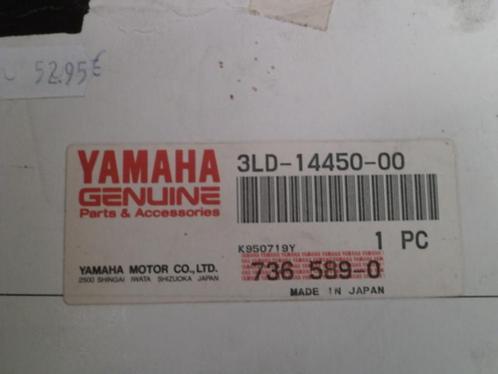 52.95€
YAMAHA
GENUINE
Parts & Accessories
YAMAHA MOTOR CO., LTD.
2500 SHINGAI IWATA SHIZUOKA JAPAN
3LD-14450-00
K950719Y
1 PC
736 589-0
MADE IN JAPAN